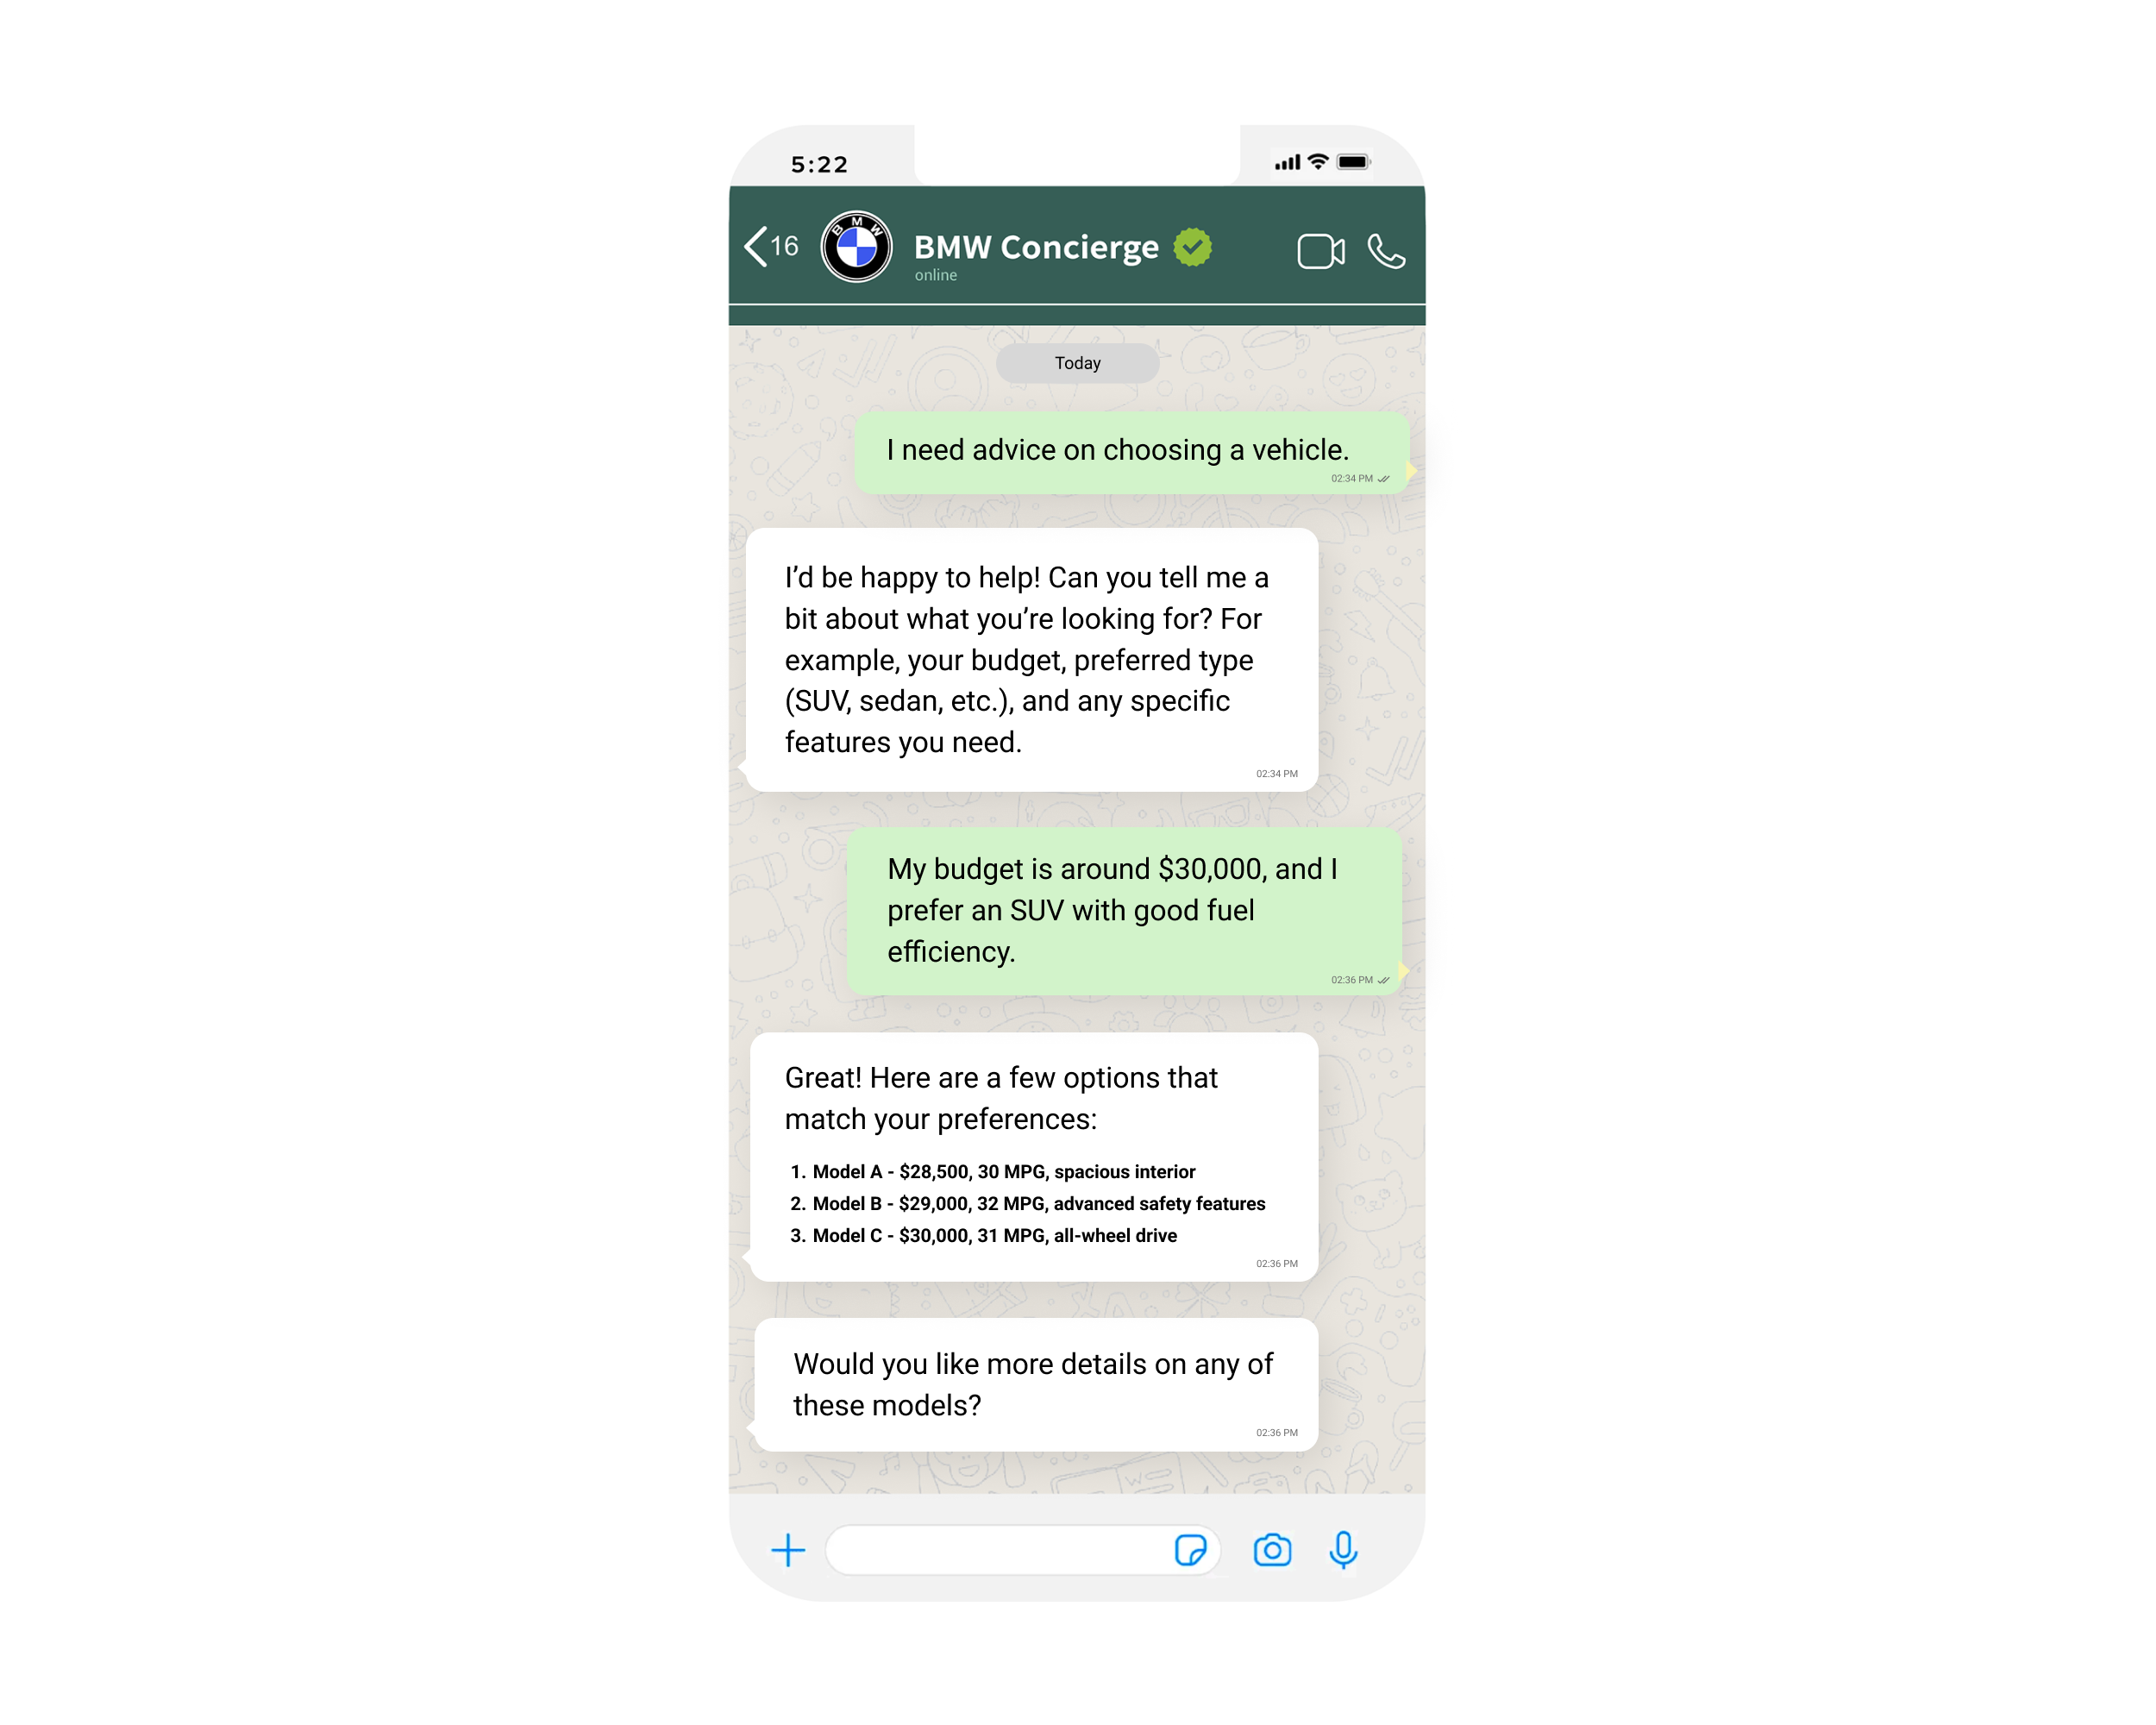 5:22
16
BMW
BMW Concierge
online
Today
I need advice on choosing a vehicle.
02:34 PM
I’d be happy to help! Can you tell me a
bit about what you’re looking for? For
example, your budget, preferred type
(SUV, sedan, etc.), and any specific
features you need.
02:34 PM
My budget is around $30,000, and I
prefer an SUV with good fuel
efficiency.
02:36 PM
Great! Here are a few options that
match your preferences:
1. Model A - $28,500, 30 MPG, spacious interior
2. Model B - $29,000, 32 MPG, advanced safety features
3. Model C - $30,000, 31 MPG, all-wheel drive
02:36 PM
Would you like more details on any of
these models?
02:36 PM